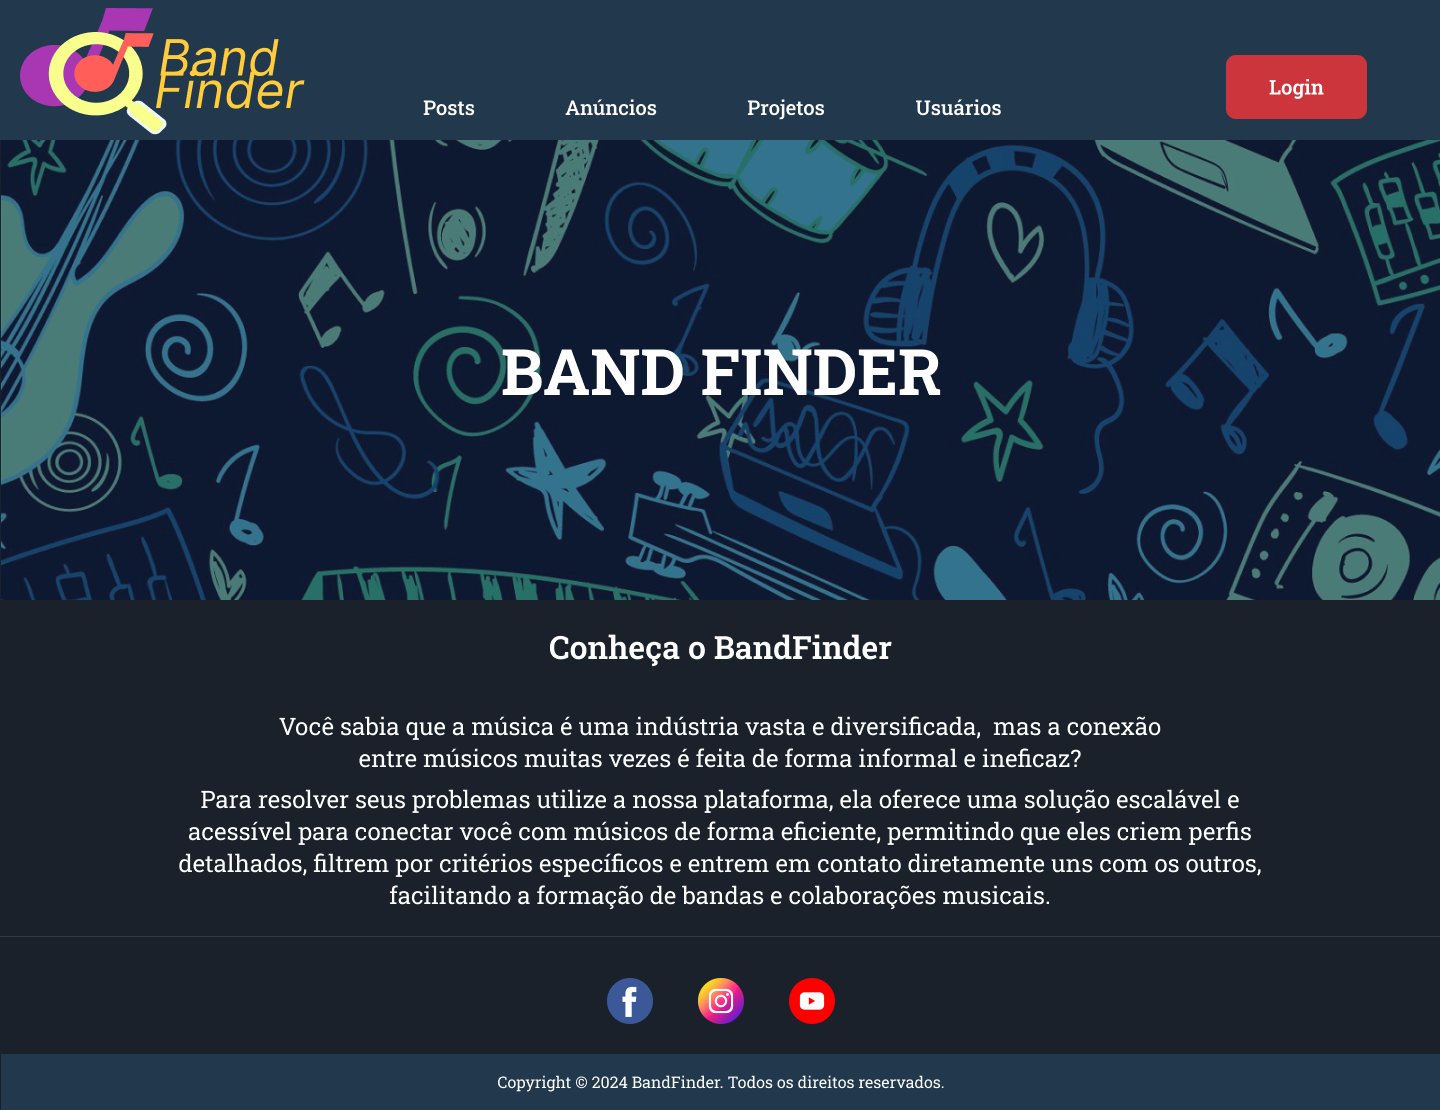 Band
Finder
Posts
Anúncios
Projetos
Usuários
Login
BAND FINDER
Conheça o BandFinder
Você sabia que a música é uma indústria vasta e diversificada,  mas a conexão
entre músicos muitas vezes é feita de forma informal e ineficaz?
Para resolver seus problemas utilize a nossa plataforma, ela oferece uma solução escalável e
acessível para conectar você com músicos de forma eficiente, permitindo que eles criem perfis
detalhados, filtrem por critérios específicos e entrem em contato diretamente uns com os outros,
facilitando a formação de bandas e colaborações musicais.
Copyright © 2024 BandFinder. Todos os direitos reservados.